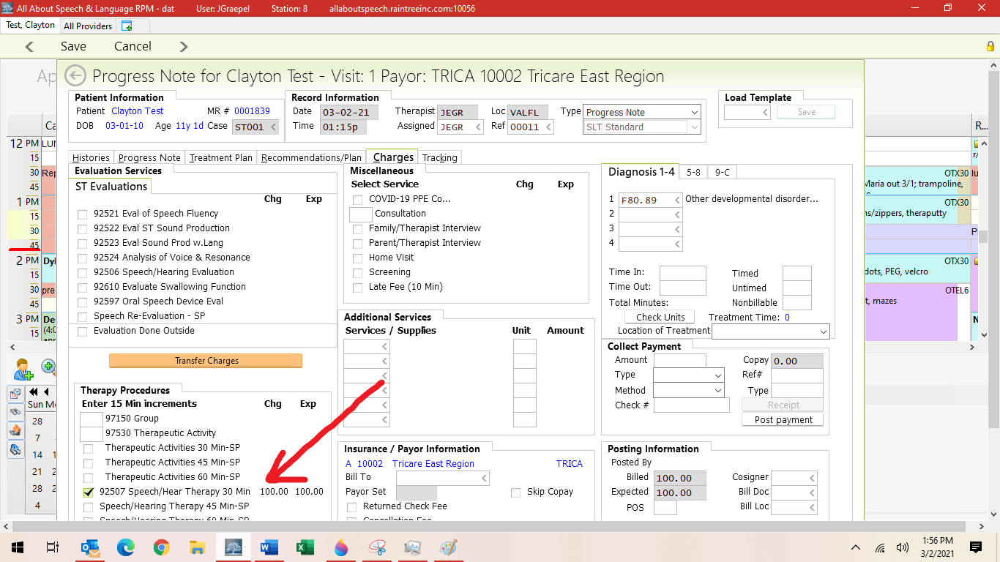 All About Speech & Language RPM - dat User: JGraepel Station: 8 allaboutspeech.raintreeinc.com:10056
Test, Clayton All Providers
Save Cancel
Ap
Progress Note for Clayton Test - Visit: 1 Payor: TRICA 10002 Tricare East Region
Patient Information
Patient Clayton Test MR # 0001839
DOB 03-01-10 Age 11y 1d Case ST001
Record Information
Date 03-02-21 Therapist JEGR Loc VALFL Type Progress Note
Time 01:15p Assigned JEGR Ref 00011 SLT Standard
Load Template
Save
Histories Progress Note Treatment Plan Recommendations/Plan Charges Tracking
Evaluation Services
ST Evaluations
Chg Exp
92521 Eval of Speech Fluency
92522 Eval ST Sound Production
92523 Eval Sound Prod w.Lang
92524 Analysis of Voice & Resonance
92506 Speech/Hearing Evaluation
92610 Evaluate Swallowing Function
92597 Oral Speech Device Eval
Speech Re-Evaluation - SP
Evaluation Done Outside
Transfer Charges
Therapy Procedures
Enter 15 Min increments Chg Exp
97150 Group
97530 Therapeutic Activity
Therapeutic Activities 30 Min-SP
Therapeutic Activities 45 Min-SP
Therapeutic Activities 60 Min-SP
92507 Speech/Hear Therapy 30 Min 100.00 100.00
Speech/Hearing Therapy 45 Min-SP
Speech/Hearing Therapy 60 Min-SP
Miscellaneous
Select Service Chg Exp
COVID-19 PPE Co...
Consultation
Family/Therapist Interview
Parent/Therapist Interview
Home Visit
Screening
Late Fee (10 Min)
Additional Services
Services / Supplies Unit Amount
Insurance / Payor Information
A 10002 Tricare East Region TRICA
Bill To
Payor Set Skip Copay
Returned Check Fee
Cancellation Fee
Diagnosis 1-4 5-8 9-C
1 F80.89 Other developmental disorder...
2
3
4
Time In: Timed
Time Out: Untimed
Total Minutes: Nonbillable
Check Units Treatment Time: 0
Location of Treatment
Collect Payment
Amount Copay 0.00
Type Ref#
Method Type
Check # Receipt
Post payment
Posting Information
Posted By
Billed 100.00 Cosigner
Expected 100.00 Bill Doc
POS Bill Loc
Ca
12 PM LUN
15
30 Rep
45
1 PM
15
30
45
2 PM Dyl
15
30 pre
45
3 PM De
15 (4:0
Sun Mo
28
7
14 1
21 2
28 2
4
R...
r/
OTX30 lu
Maria out 3/1; trampoline,
OTX30
ns/zippers, theraputty
P
OTX30
dots, PEG, velcro
OTEL6
t, mazes
N
1:56 PM
3/2/2021